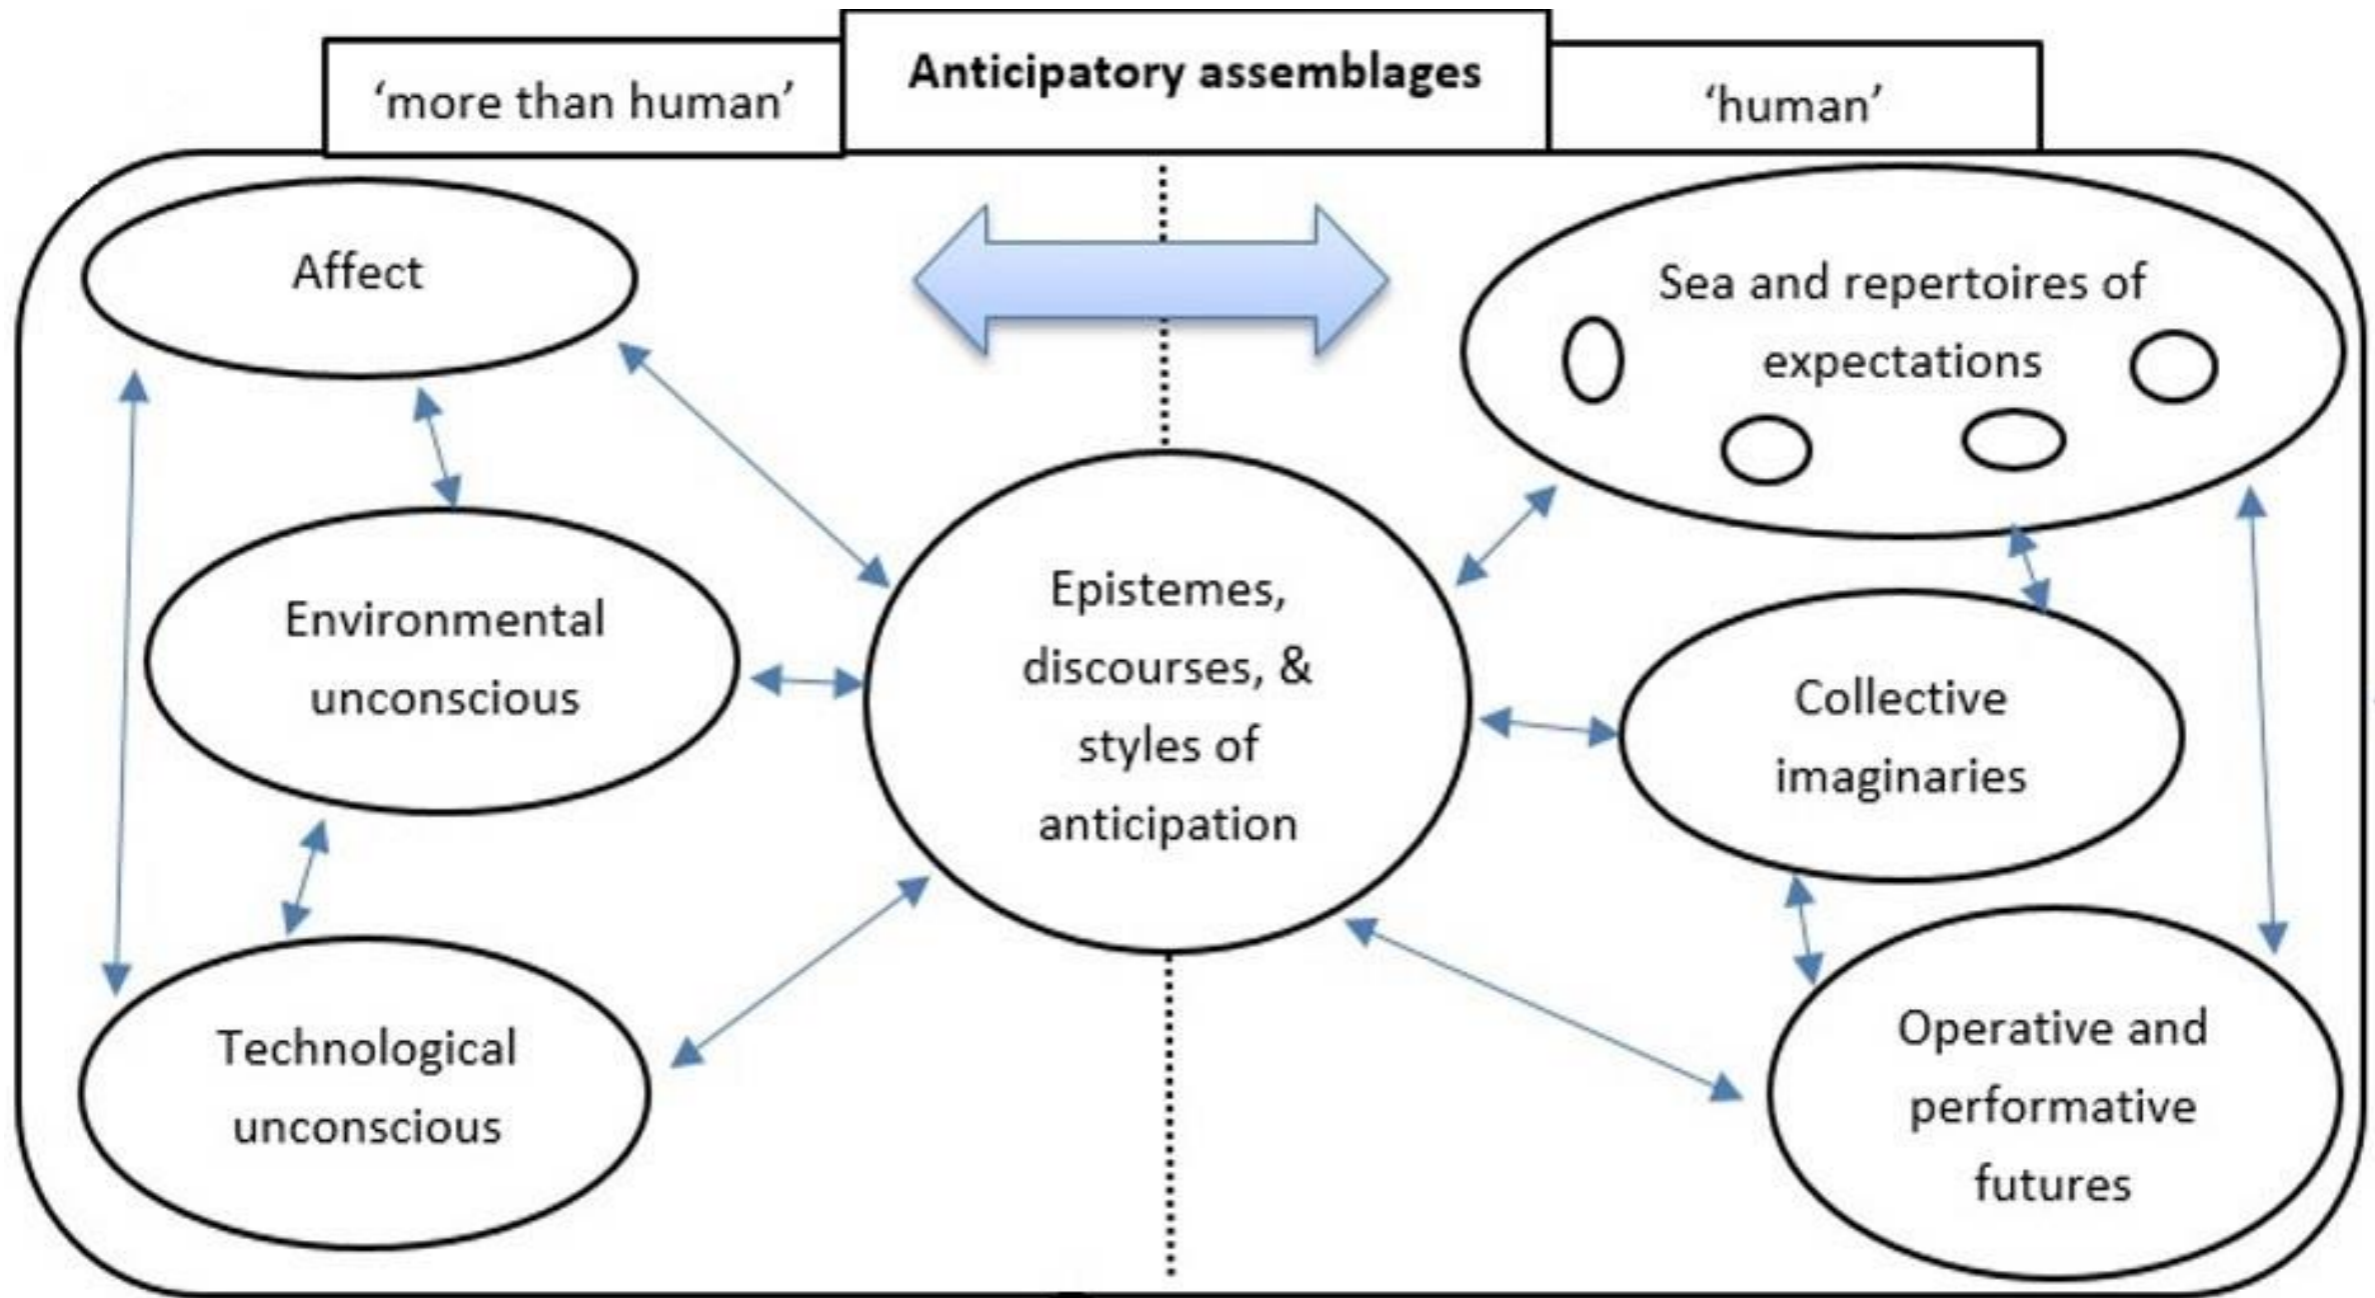 ‘more than human’
Anticipatory assemblages
‘human’
Affect
Sea and repertoires of
expectations
Environmental
unconscious
Epistemes,
discourses, &
styles of
anticipation
Collective
imaginaries
Technological
unconscious
Operative and
performative
futures